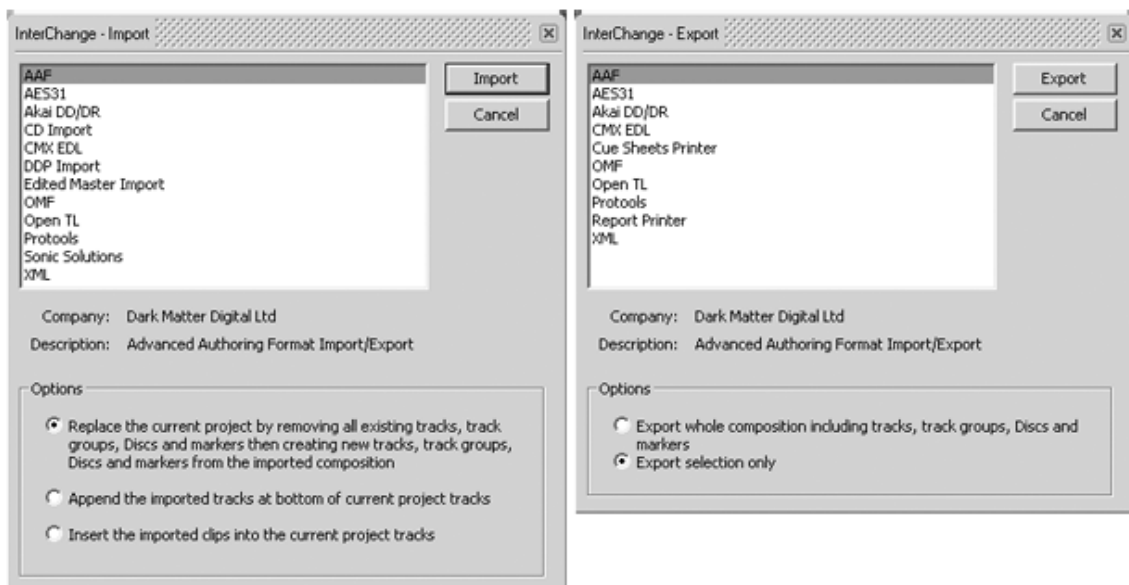 InterChange - Import
AAF
AES31
Akai DD/DR
CD Import
CMX EDL
DDP Import
Edited Master Import
OMF
Open TL
Protools
Sonic Solutions
XML
Import
Cancel
Company: Dark Matter Digital Ltd
Description: Advanced Authoring Format Import/Export
Options
Replace the current project by removing all existing tracks, track
groups, Discs and markers then creating new tracks, track groups,
Discs and markers from the imported composition
Append the imported tracks at bottom of current project tracks
Insert the imported clips into the current project tracks
InterChange - Export
AAF
AES31
Akai DD/DR
CMX EDL
Cue Sheets Printer
OMF
Open TL
Protools
Report Printer
XML
Export
Cancel
Company: Dark Matter Digital Ltd
Description: Advanced Authoring Format Import/Export
Options
Export whole composition including tracks, track groups, Discs and
markers
Export selection only